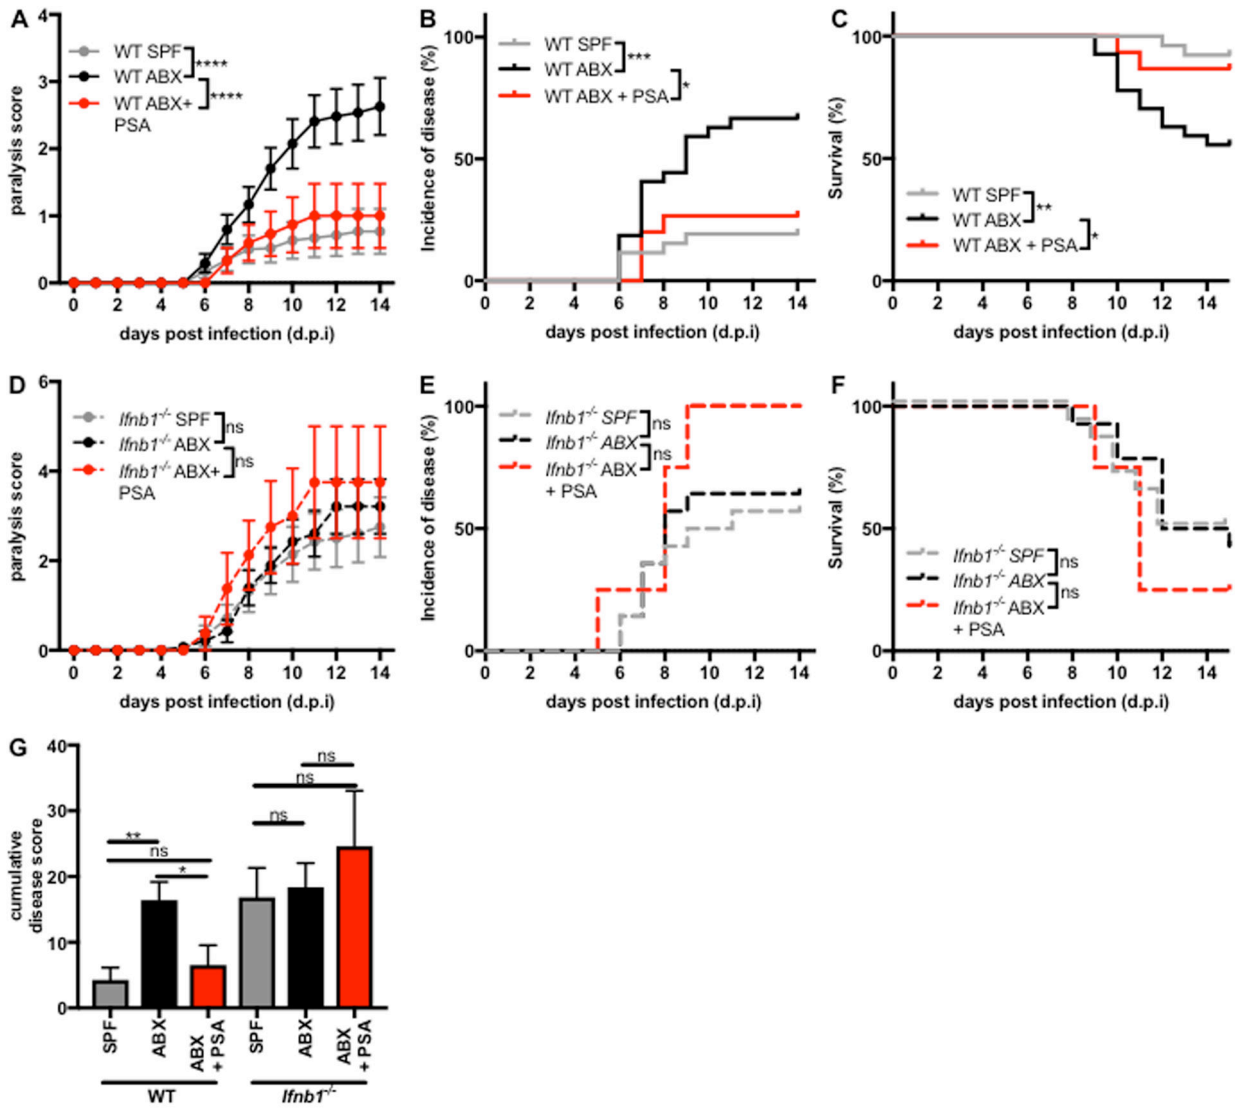 A
4
3
2
1
0
paralysis score
WT SPF
WT ABX
WT ABX+
PSA
****
****
0 2 4 6 8 10 12 14
days post infection (d.p.i)
B
100
50
0
Incidence of disease (%)
WT SPF
WT ABX
WT ABX + PSA
***
*
0 2 4 6 8 10 12 14
days post infection (d.p.i)
C
100
50
0
Survival (%)
WT SPF
WT ABX
WT ABX + PSA
**
*
0 2 4 6 8 10 12 14
days post infection (d.p.i)
D
6
4
2
0
paralysis score
Ifnb1-/- SPF
Ifnb1-/- ABX
Ifnb1-/- ABX+
PSA
ns
ns
0 2 4 6 8 10 12 14
days post infection (d.p.i)
E
100
50
0
Incidence of disease (%)
Ifnb1-/- SPF
Ifnb1-/- ABX
Ifnb1-/- ABX
+ PSA
ns
ns
0 2 4 6 8 10 12 14
days post infection (d.p.i)
F
100
50
0
Survival (%)
Ifnb1-/- SPF
Ifnb1-/- ABX
Ifnb1-/- ABX
+ PSA
ns
ns
0 2 4 6 8 10 12 14
days post infection (d.p.i)
G
40
30
20
10
0
cumulative
disease score
**
ns
*
ns
ns
ns
SPF
ABX
ABX
+ PSA
SPF
ABX
ABX
+ PSA
WT
Ifnb1-/-